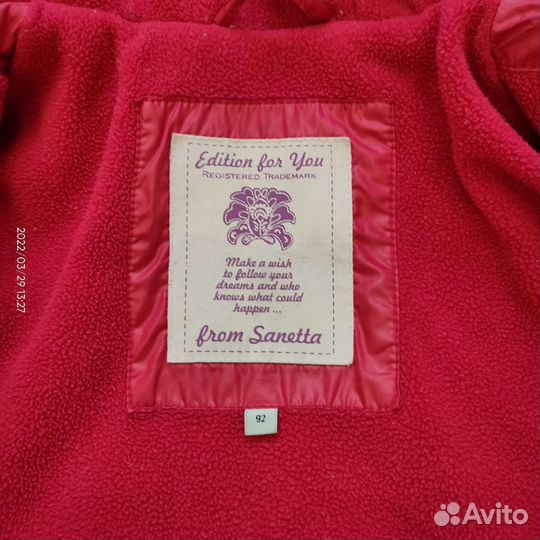 Edition for You
REGISTERED TRADEMARK
Make a wish
to follow your
dreams and who
knows what could
happen ...
from Sanetta
92
2022/03/29 13:27
Avito